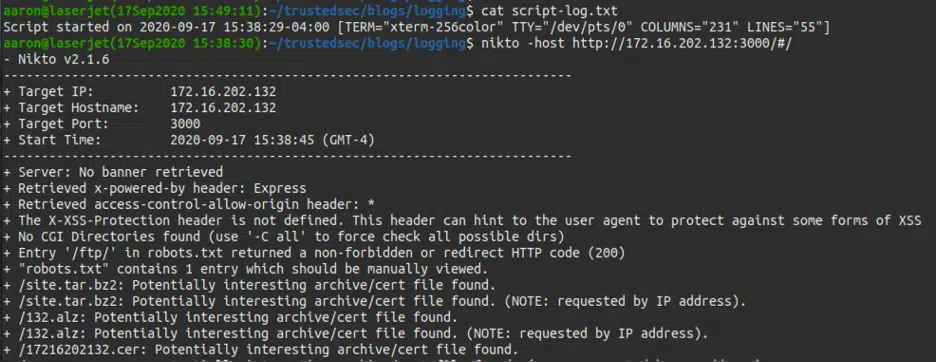 aaron@laserjet(17Sep2020 15:49:11):~/trustedsec/blogs/logging$ cat script-log.txt
Script started on 2020-09-17 15:38:29-04:00 [TERM="xterm-256color" TTY="/dev/pts/0" COLUMNS="231" LINES="55"]
aaron@laserjet(17Sep2020 15:38:30):~/trustedsec/blogs/logging$ nikto -host http://172.16.202.132:3000/#/
- Nikto v2.1.6
---------------------------------------------------------------------------
+ Target IP:          172.16.202.132
+ Target Hostname:    172.16.202.132
+ Target Port:        3000
+ Start Time:         2020-09-17 15:38:45 (GMT-4)
---------------------------------------------------------------------------
+ Server: No banner retrieved
+ Retrieved x-powered-by header: Express
+ Retrieved access-control-allow-origin header: *
+ The X-XSS-Protection header is not defined. This header can hint to the user agent to protect against some forms of XSS
+ No CGI Directories found (use '-C all' to force check all possible dirs)
+ Entry '/ftp/' in robots.txt returned a non-forbidden or redirect HTTP code (200)
+ "robots.txt" contains 1 entry which should be manually viewed.
+ /site.tar.bz2: Potentially interesting archive/cert file found.
+ /site.tar.bz2: Potentially interesting archive/cert file found. (NOTE: requested by IP address).
+ /132.alz: Potentially interesting archive/cert file found.
+ /132.alz: Potentially interesting archive/cert file found. (NOTE: requested by IP address).
+ /17216202132.cer: Potentially interesting archive/cert file found.